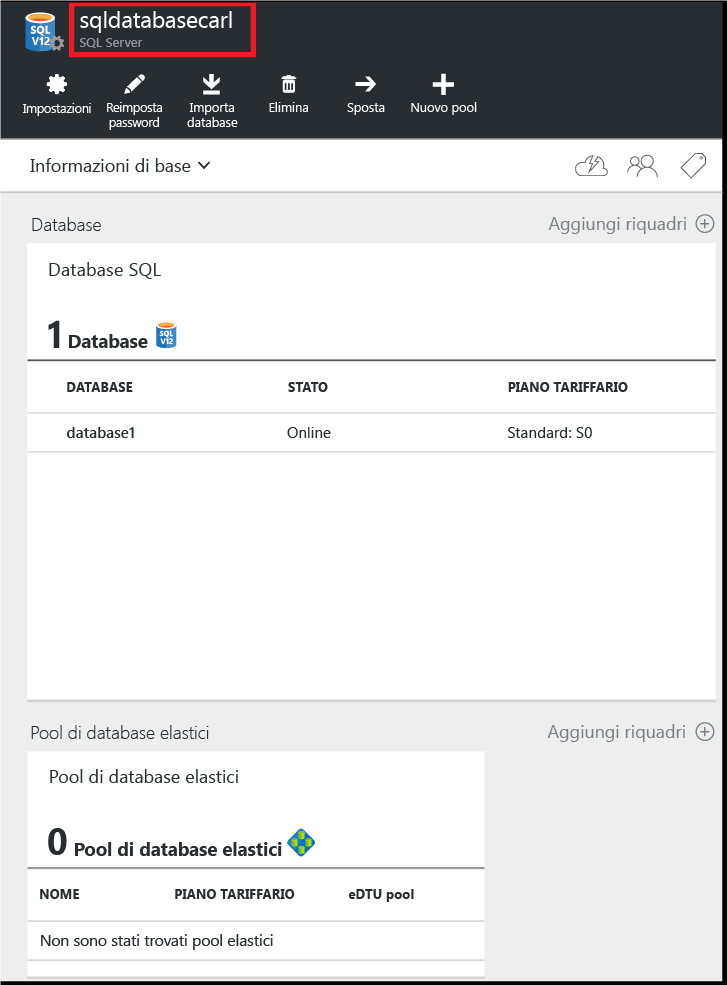 SQL
V12
sqldatabasecarl
SQL Server
Impostazioni
Reimposta
password
Importa
database
Elimina
Sposta
Nuovo pool
Informazioni di base
Database
Aggiungi riquadri
Database SQL
1 Database SQL V12
DATABASE STATO PIANO TARIFFARIO
database1 Online Standard: S0
Pool di database elastici
Aggiungi riquadri
Pool di database elastici
0 Pool di database elastici
NOME PIANO TARIFFARIO eDTU pool
Non sono stati trovati pool elastici